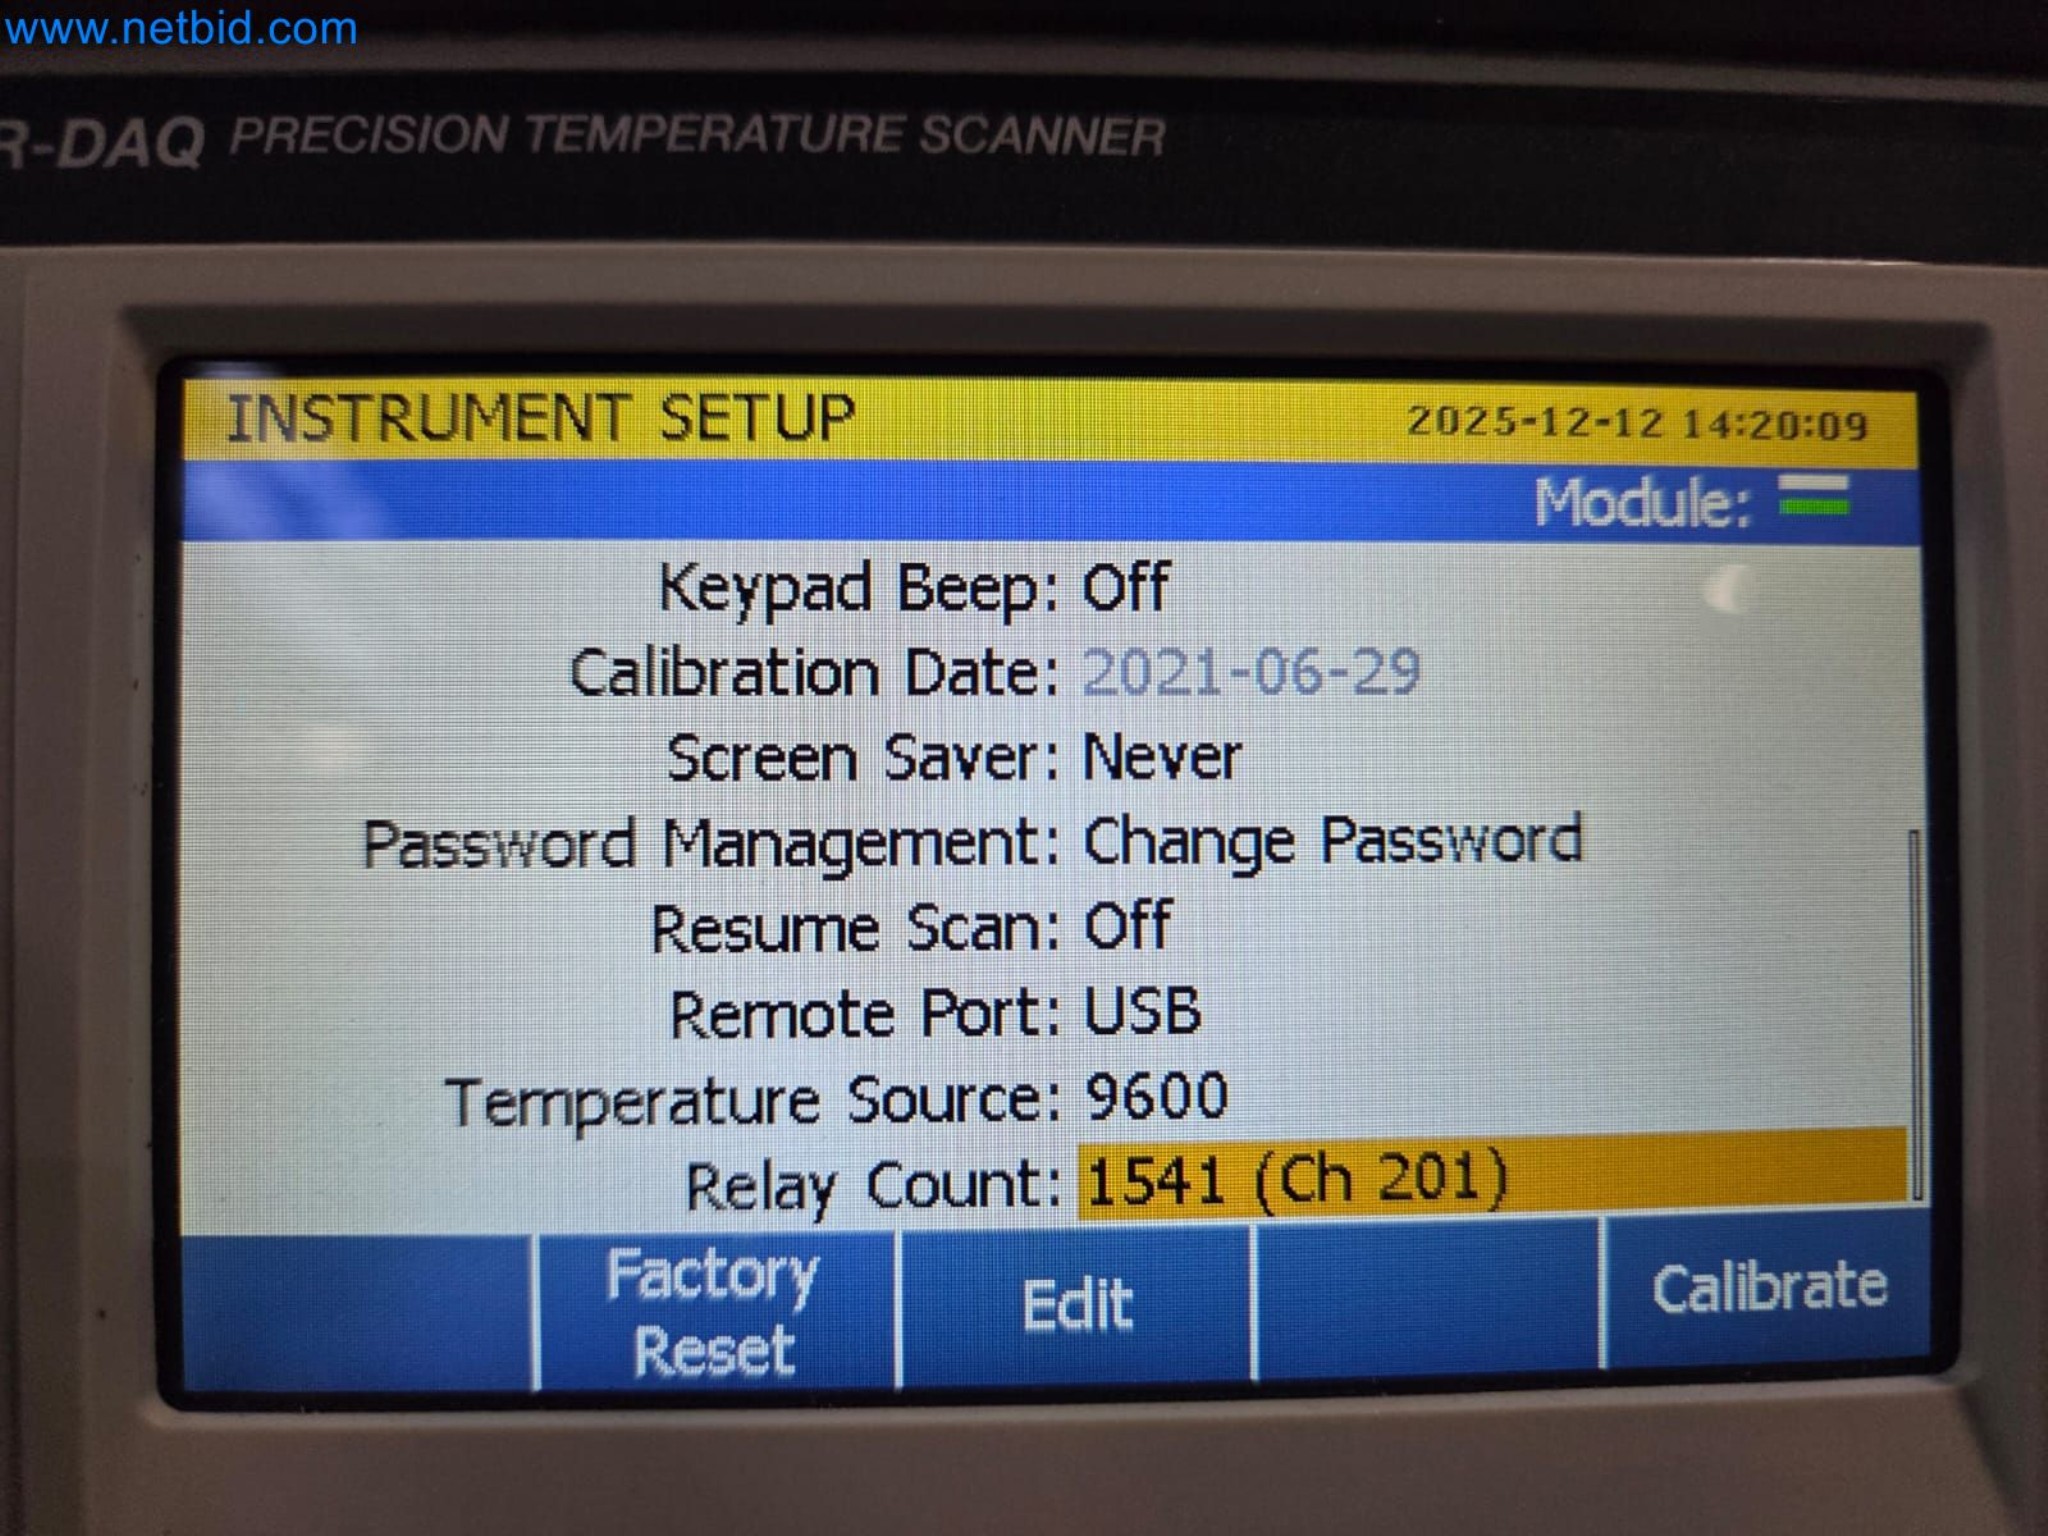 www.netbid.com
R-DAQ PRECISION TEMPERATURE SCANNER
INSTRUMENT SETUP 2025-12-12 14:20:09
Module:
Keypad Beep: Off
Calibration Date: 2021-06-29
Screen Saver: Never
Password Management: Change Password
Resume Scan: Off
Remote Port: USB
Temperature Source: 9600
Relay Count: 1541 (Ch 201)
Factory Reset
Edit
Calibrate